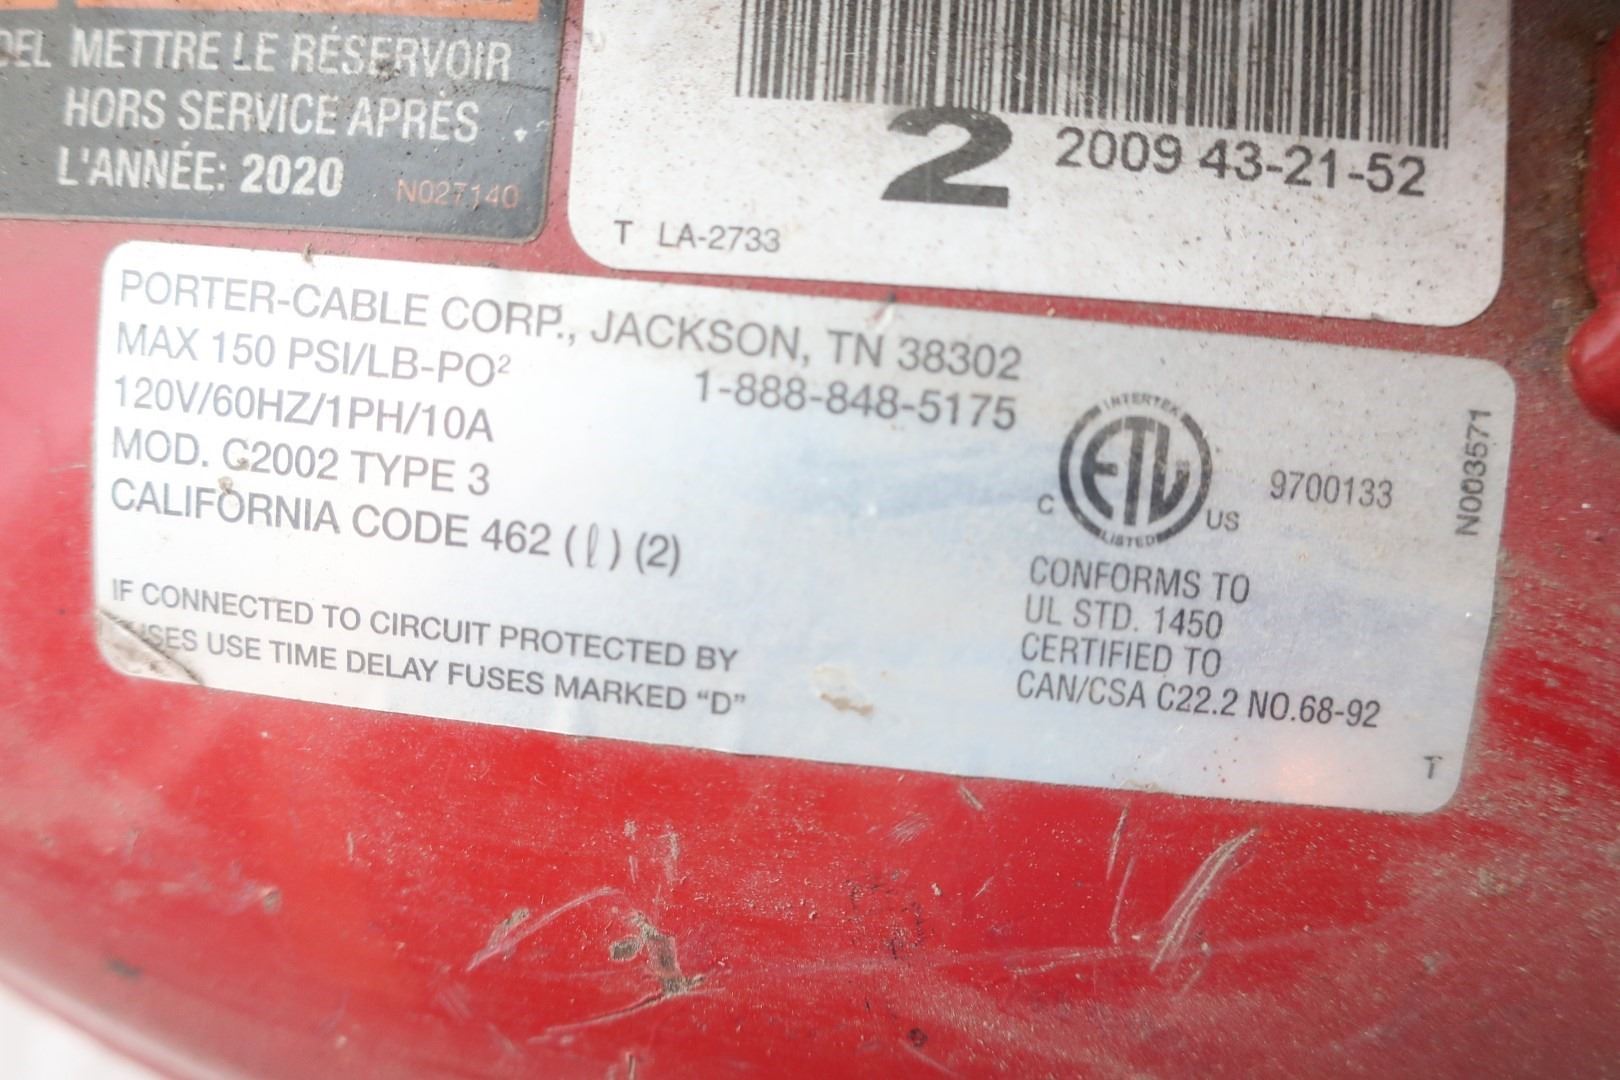 METTRE LE RÉSERVOIR
HORS SERVICE APRÈS
L'ANNÉE: 2020
N027140
2 2009 43-21-52
T LA-2733
PORTER-CABLE CORP., JACKSON, TN 38302
MAX 150 PSI/LB-PO²
1-888-848-5175
120V/60HZ/1PH/10A
MOD. C2002 TYPE 3
CALIFORNIA CODE 462 (ℓ) (2)
IF CONNECTED TO CIRCUIT PROTECTED BY
USE TIME DELAY FUSES MARKED “D”
INTERTEK
ETL
C US
LISTED
9700133
CONFORMS TO
UL STD. 1450
CERTIFIED TO
CAN/CSA C22.2 NO.68-92
N003571
T